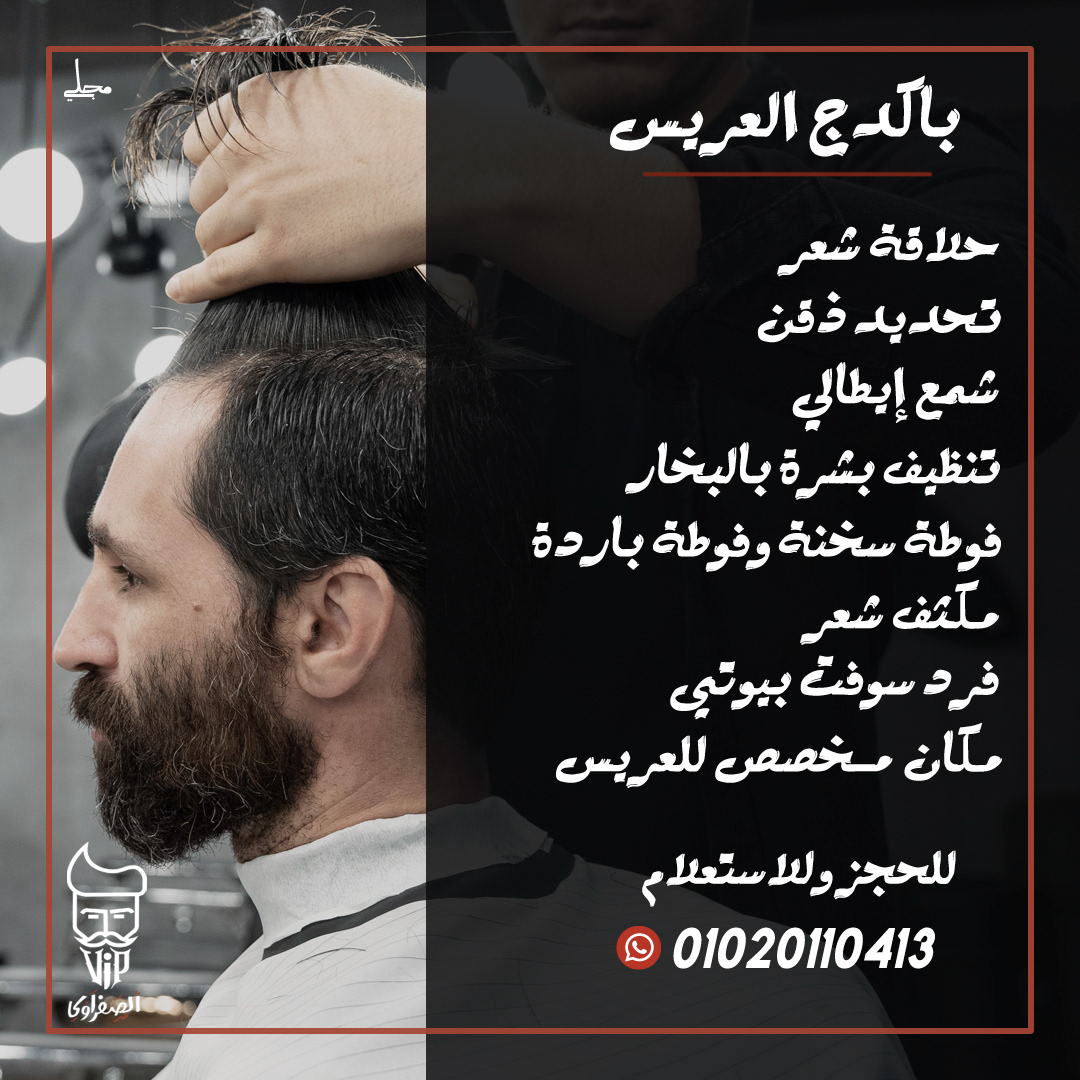 باكدج العريس
حلاقة شعر
تحديد ذقن
شمع إيطالي
تنظيف بشرة بالبخار
فوطة سخنة وفوطة باردة
مكثف شعر
فرد سوفت بيوتي
مكان مخصص للعريس
للحجز وللاستعلام
01020110413
VIP
الصفراوى